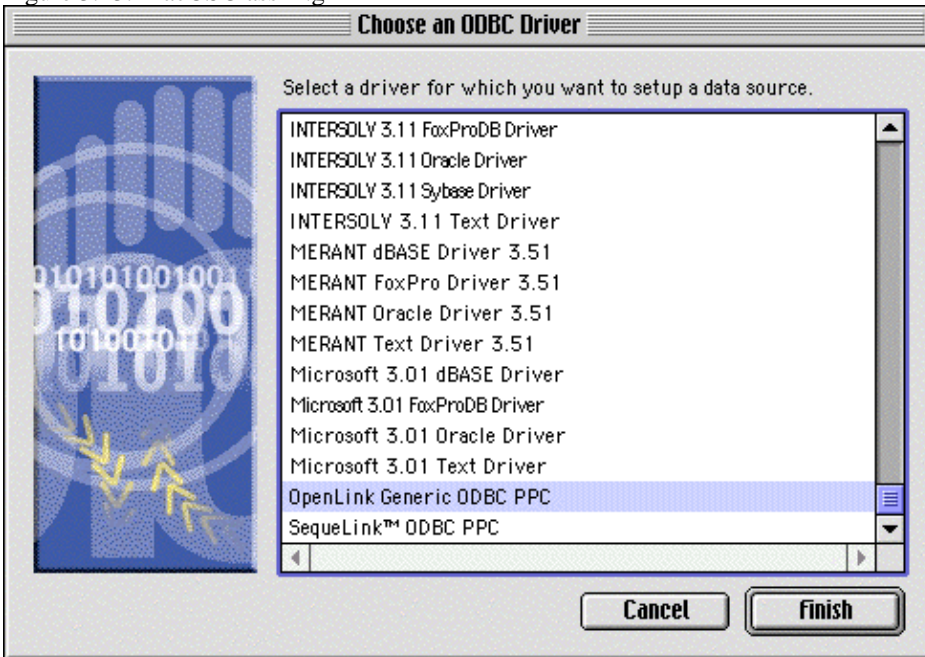 Choose an ODBC Driver
Select a driver for which you want to setup a data source.
INTERSOLV 3.11 FoxProDB Driver
INTERSOLV 3.11 Oracle Driver
INTERSOLV 3.11 Sybase Driver
INTERSOLV 3.11 Text Driver
MERANT dBASE Driver 3.51
MERANT FoxPro Driver 3.51
MERANT Oracle Driver 3.51
MERANT Text Driver 3.51
Microsoft 3.01 dBASE Driver
Microsoft 3.01 FoxProDB Driver
Microsoft 3.01 Oracle Driver
Microsoft 3.01 Text Driver
OpenLink Generic ODBC PPC
SequeLink™ ODBC PPC
Cancel Finish